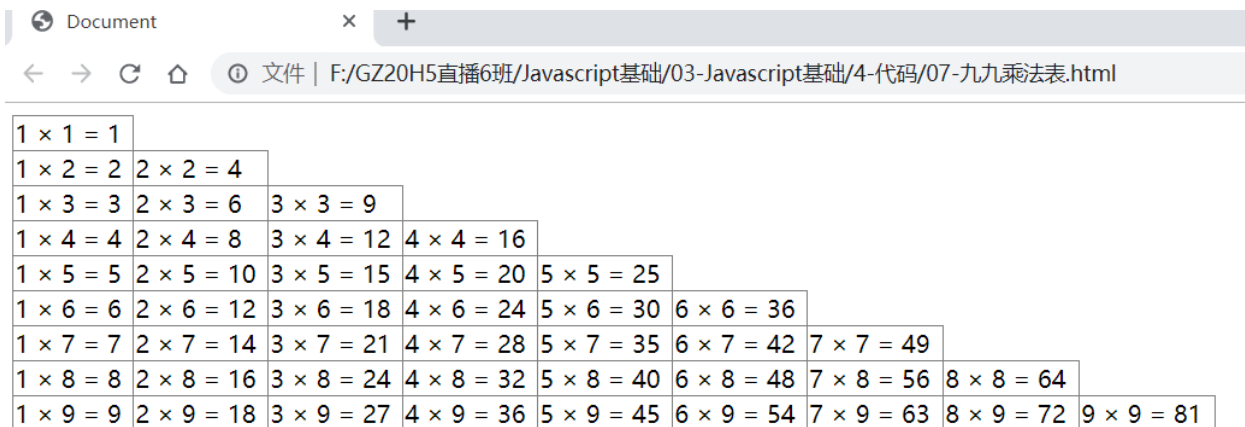 Document
文件 | F:/GZ20H5直播6班/Javascript基础/03-Javascript基础/4-代码/07-九九乘法表.html
1 × 1 = 1
1 × 2 = 2 2 × 2 = 4
1 × 3 = 3 2 × 3 = 6 3 × 3 = 9
1 × 4 = 4 2 × 4 = 8 3 × 4 = 12 4 × 4 = 16
1 × 5 = 5 2 × 5 = 10 3 × 5 = 15 4 × 5 = 20 5 × 5 = 25
1 × 6 = 6 2 × 6 = 12 3 × 6 = 18 4 × 6 = 24 5 × 6 = 30 6 × 6 = 36
1 × 7 = 7 2 × 7 = 14 3 × 7 = 21 4 × 7 = 28 5 × 7 = 35 6 × 7 = 42 7 × 7 = 49
1 × 8 = 8 2 × 8 = 16 3 × 8 = 24 4 × 8 = 32 5 × 8 = 40 6 × 8 = 48 7 × 8 = 56 8 × 8 = 64
1 × 9 = 9 2 × 9 = 18 3 × 9 = 27 4 × 9 = 36 5 × 9 = 45 6 × 9 = 54 7 × 9 = 63 8 × 9 = 72 9 × 9 = 81